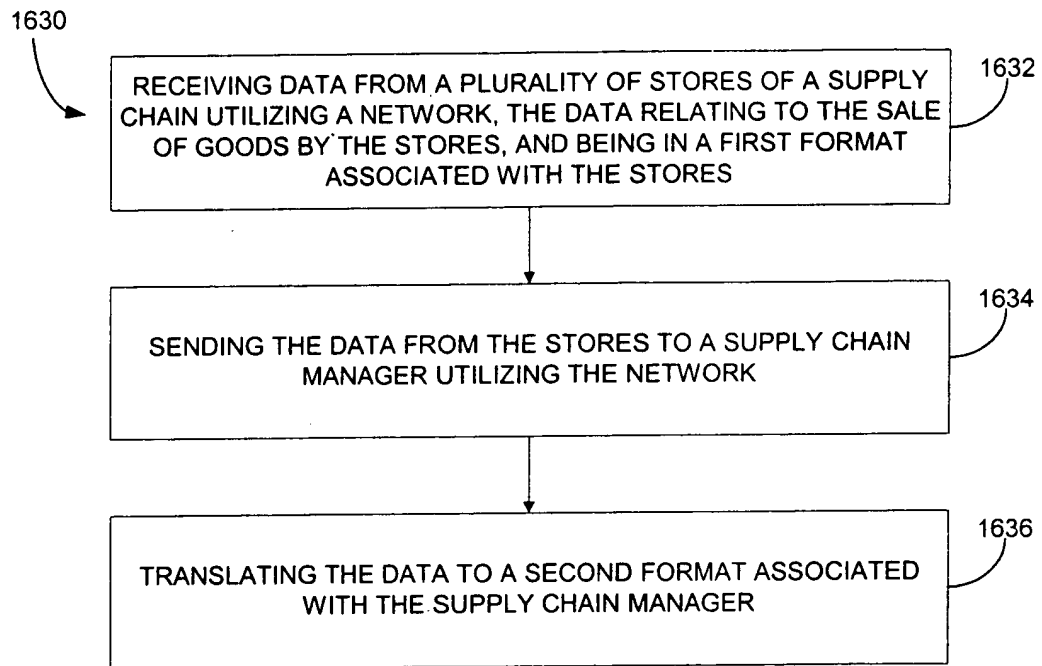 1630
1632
RECEIVING DATA FROM A PLURALITY OF STORES OF A SUPPLY
CHAIN UTILIZING A NETWORK, THE DATA RELATING TO THE SALE
OF GOODS BY THE STORES, AND BEING IN A FIRST FORMAT
ASSOCIATED WITH THE STORES
1634
SENDING THE DATA FROM THE STORES TO A SUPPLY CHAIN
MANAGER UTILIZING THE NETWORK
1636
TRANSLATING THE DATA TO A SECOND FORMAT ASSOCIATED
WITH THE SUPPLY CHAIN MANAGER